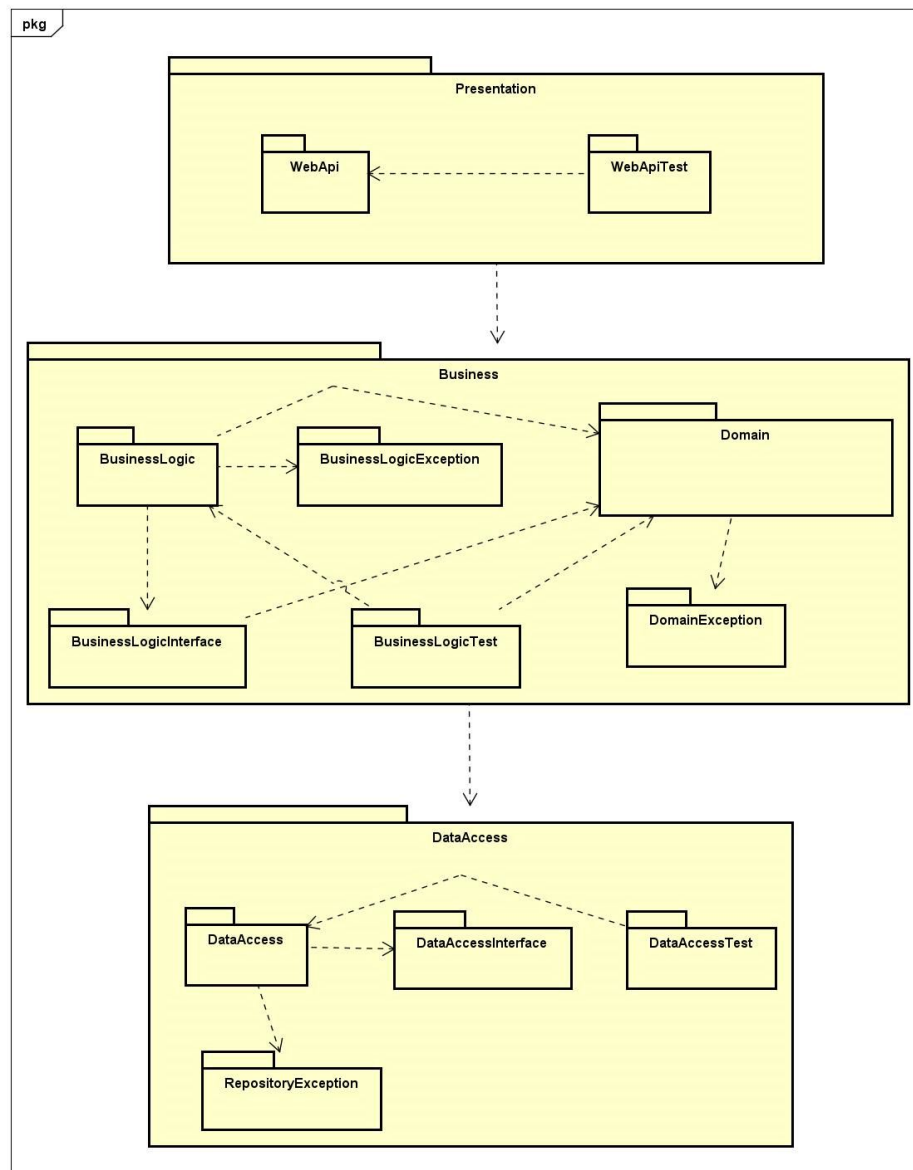 pkg
Presentation
WebApi
WebApiTest
Business
Domain
BusinessLogic
BusinessLogicException
BusinessLogicInterface
BusinessLogicTest
DomainException
DataAccess
DataAccess
DataAccessInterface
DataAccessTest
RepositoryException